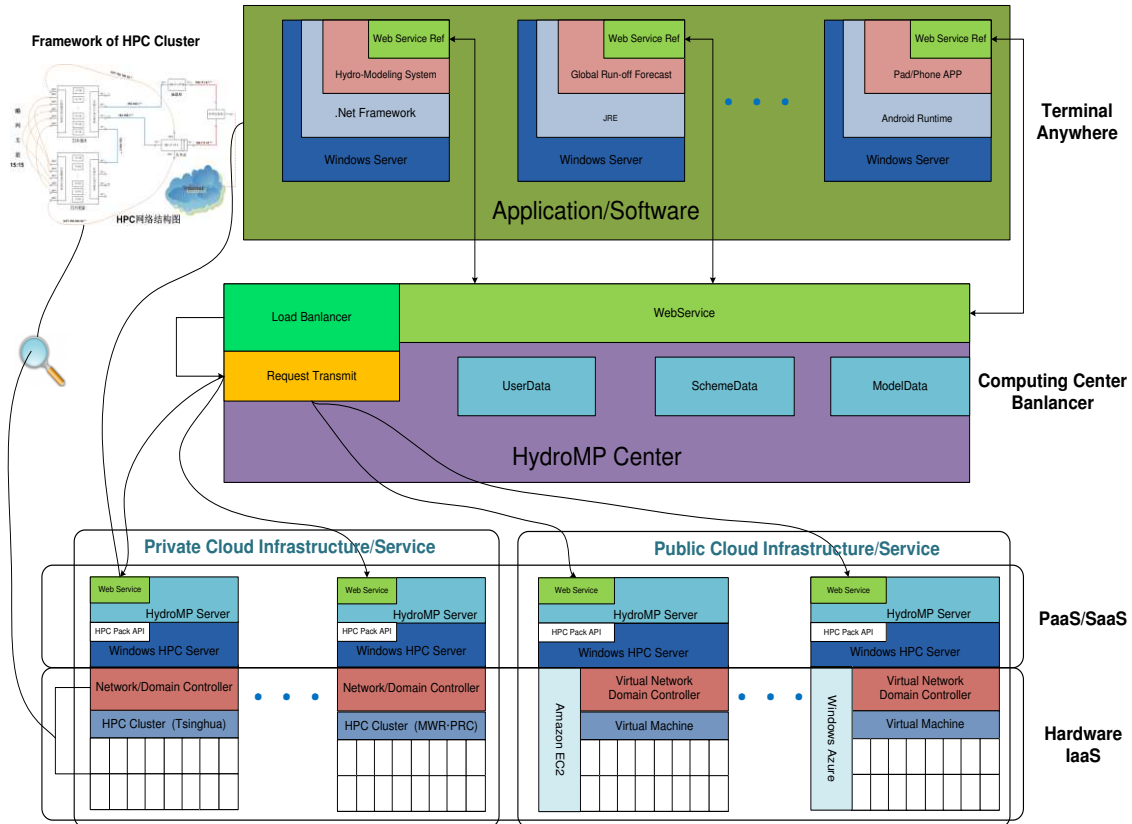 Framework of HPC Cluster
HPC网络结构图
15:15
Web Service Ref
Hydro-Modeling System
.Net Framework
Windows Server
Web Service Ref
Global Run-off Forecast
JRE
Windows Server
Web Service Ref
Pad/Phone APP
Android Runtime
Windows Server
Application/Software
Terminal
Anywhere
Load Banlancer
WebService
Request Transmit
UserData
SchemeData
ModelData
HydroMP Center
Computing Center
Banlancer
Private Cloud Infrastructure/Service
Public Cloud Infrastructure/Service
Web Service
HydroMP Server
HPC Pack API
Windows HPC Server
Web Service
HydroMP Server
HPC Pack API
Windows HPC Server
Web Service
HydroMP Server
HPC Pack API
Windows HPC Server
Web Service
HydroMP Server
HPC Pack API
Windows HPC Server
PaaS/SaaS
Network/Domain Controller
HPC Cluster (Tsinghua)
Network/Domain Controller
HPC Cluster (MWR·PRC)
Amazon EC2
Virtual Network
Domain Controller
Virtual Machine
Windows Azure
Virtual Network
Domain Controller
Virtual Machine
Hardware
IaaS